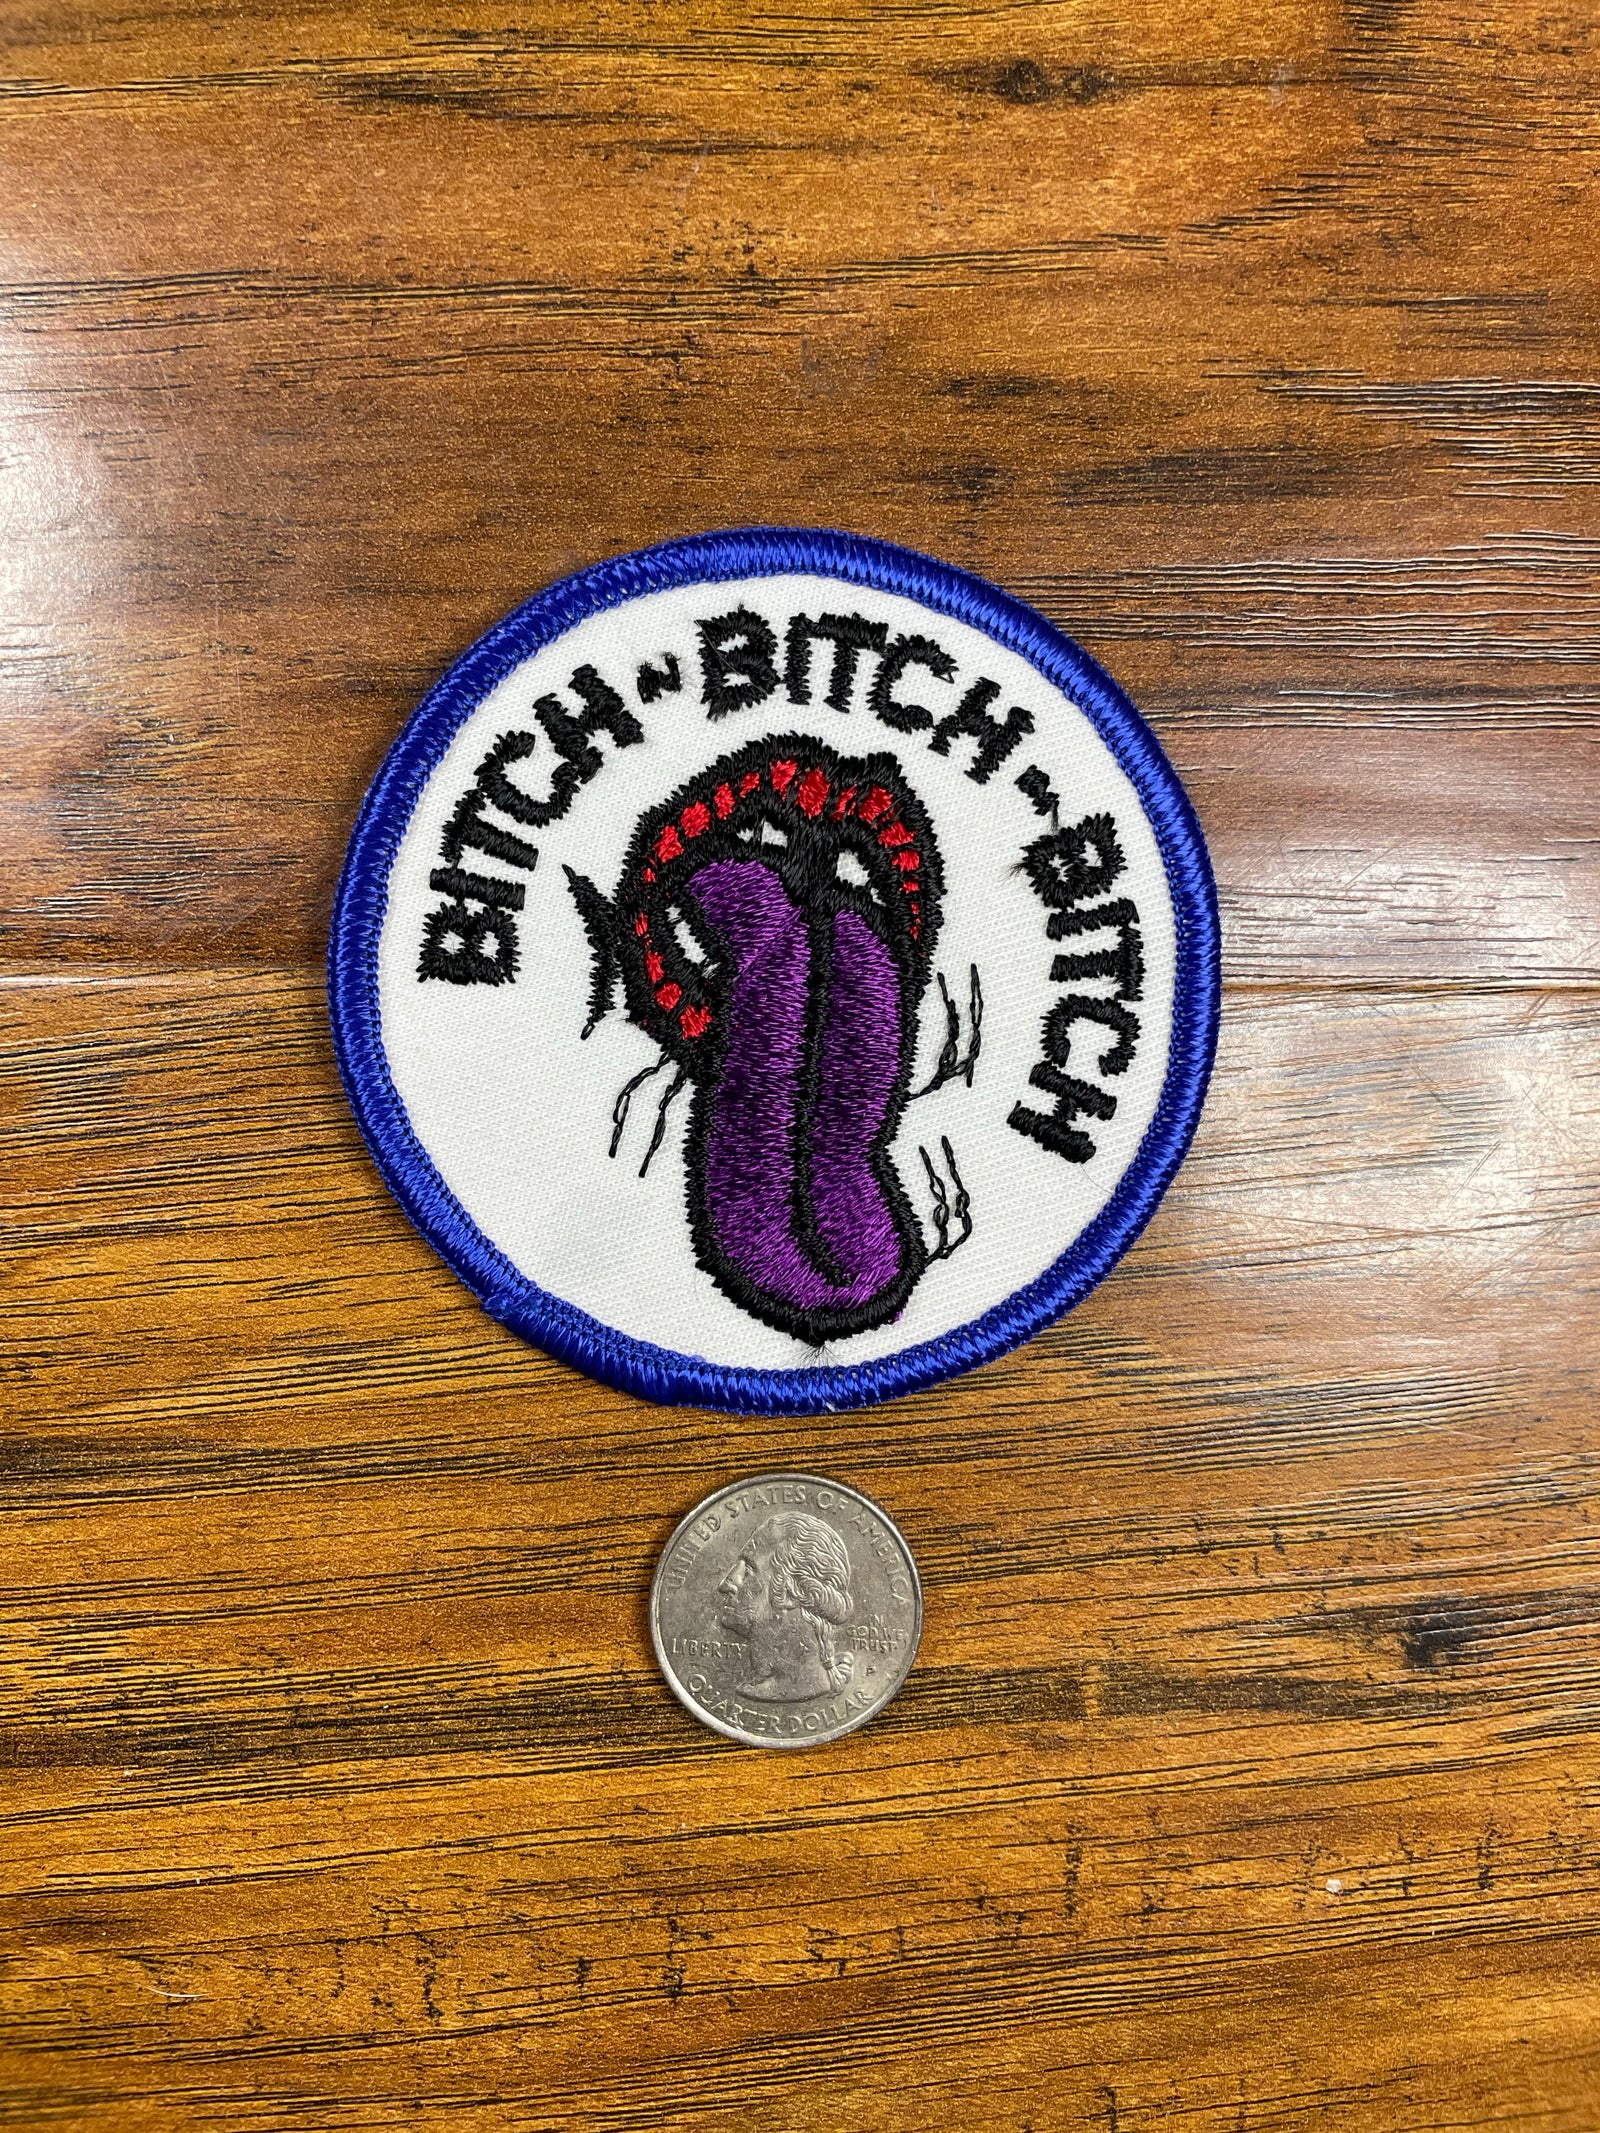 BITCH ~ BITCH ~ BITCH
UNITED STATES OF AMERICA
LIBERTY
IN
GOD WE
TRUST
P
QUARTER DOLLAR